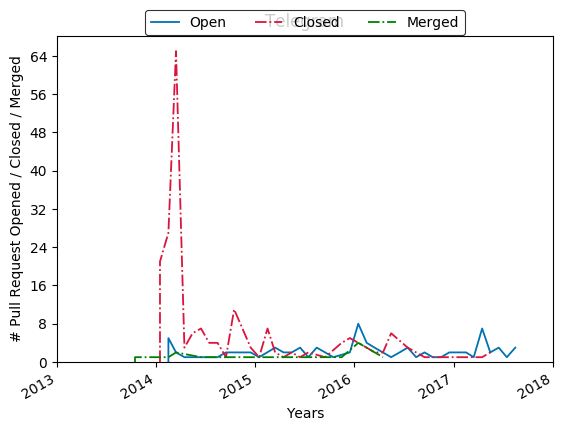 Telegram
Open Closed Merged
# Pull Request Opened / Closed / Merged
64
56
48
40
32
24
16
8
0
2013 2014 2015 2016 2017 2018
Years